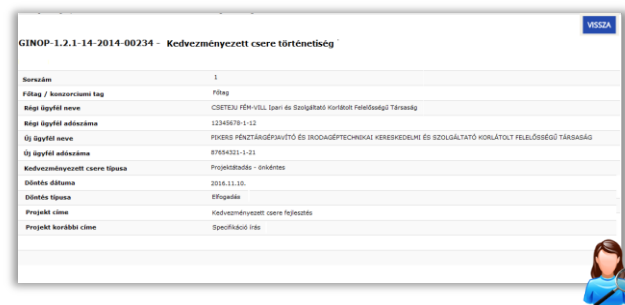 VISSZA
GINOP-1.2.1-14-2014-00234 - Kedvezményezett csere történetiség
Sorszám 1
Főtag / konzorciumi tag Főtag
Régi ügyfél neve CSETEJU FÉM-VILL Ipari és Szolgáltató Korlátolt Felelősségű Társaság
Régi ügyfél adószáma 12345678-1-12
Új ügyfél neve PIKERS PÉNZTÁRGÉPJAVÍTÓ ÉS IRODAGÉPTECHNIKAI KERESKEDELMI ÉS SZOLGÁLTATÓ KORLÁTOLT FELELŐSSÉGŰ TÁRSASÁG
Új ügyfél adószáma 87654321-1-21
Kedvezményezett csere típusa Projektátadás - önkéntes
Döntés dátuma 2016.11.10.
Döntés típusa Elfogadás
Projekt címe Kedvezményezett csere fejlesztés
Projekt korábbi címe Specifikáció írás